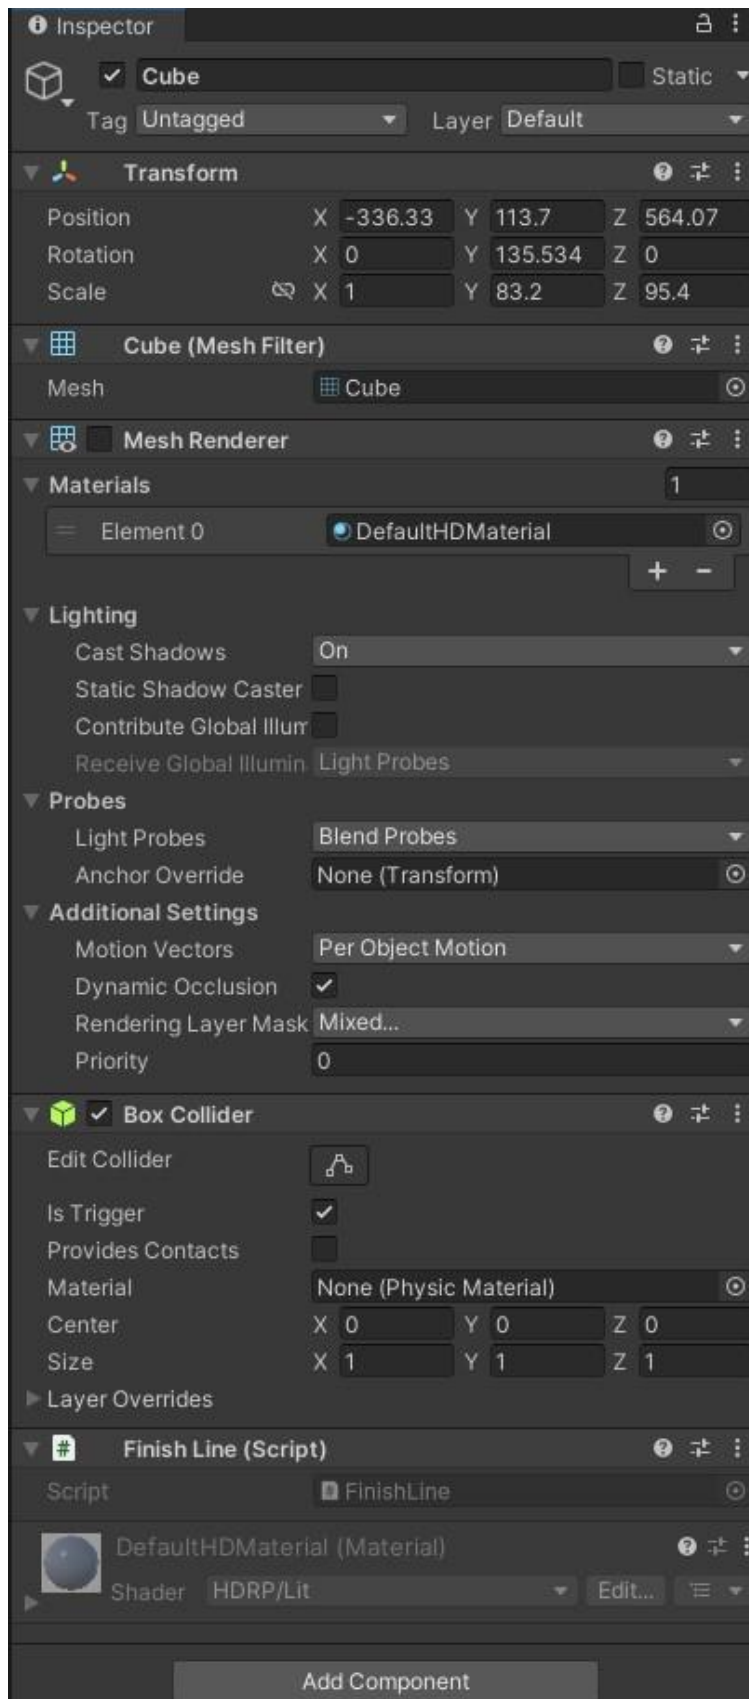 Inspector
Cube Static
Tag Untagged Layer Default
Transform
Position X -336.33 Y 113.7 Z 564.07
Rotation X 0 Y 135.534 Z 0
Scale X 1 Y 83.2 Z 95.4
Cube (Mesh Filter)
Mesh Cube
Mesh Renderer
Materials 1
Element 0 DefaultHDMaterial
+ -
Lighting
Cast Shadows On
Static Shadow Caster
Contribute Global Illum
Receive Global Illumin Light Probes
Probes
Light Probes Blend Probes
Anchor Override None (Transform)
Additional Settings
Motion Vectors Per Object Motion
Dynamic Occlusion
Rendering Layer Mask Mixed...
Priority 0
Box Collider
Edit Collider
Is Trigger
Provides Contacts
Material None (Physic Material)
Center X 0 Y 0 Z 0
Size X 1 Y 1 Z 1
Layer Overrides
# Finish Line (Script)
Script FinishLine
DefaultHDMaterial (Material)
Shader HDRP/Lit Edit...
Add Component